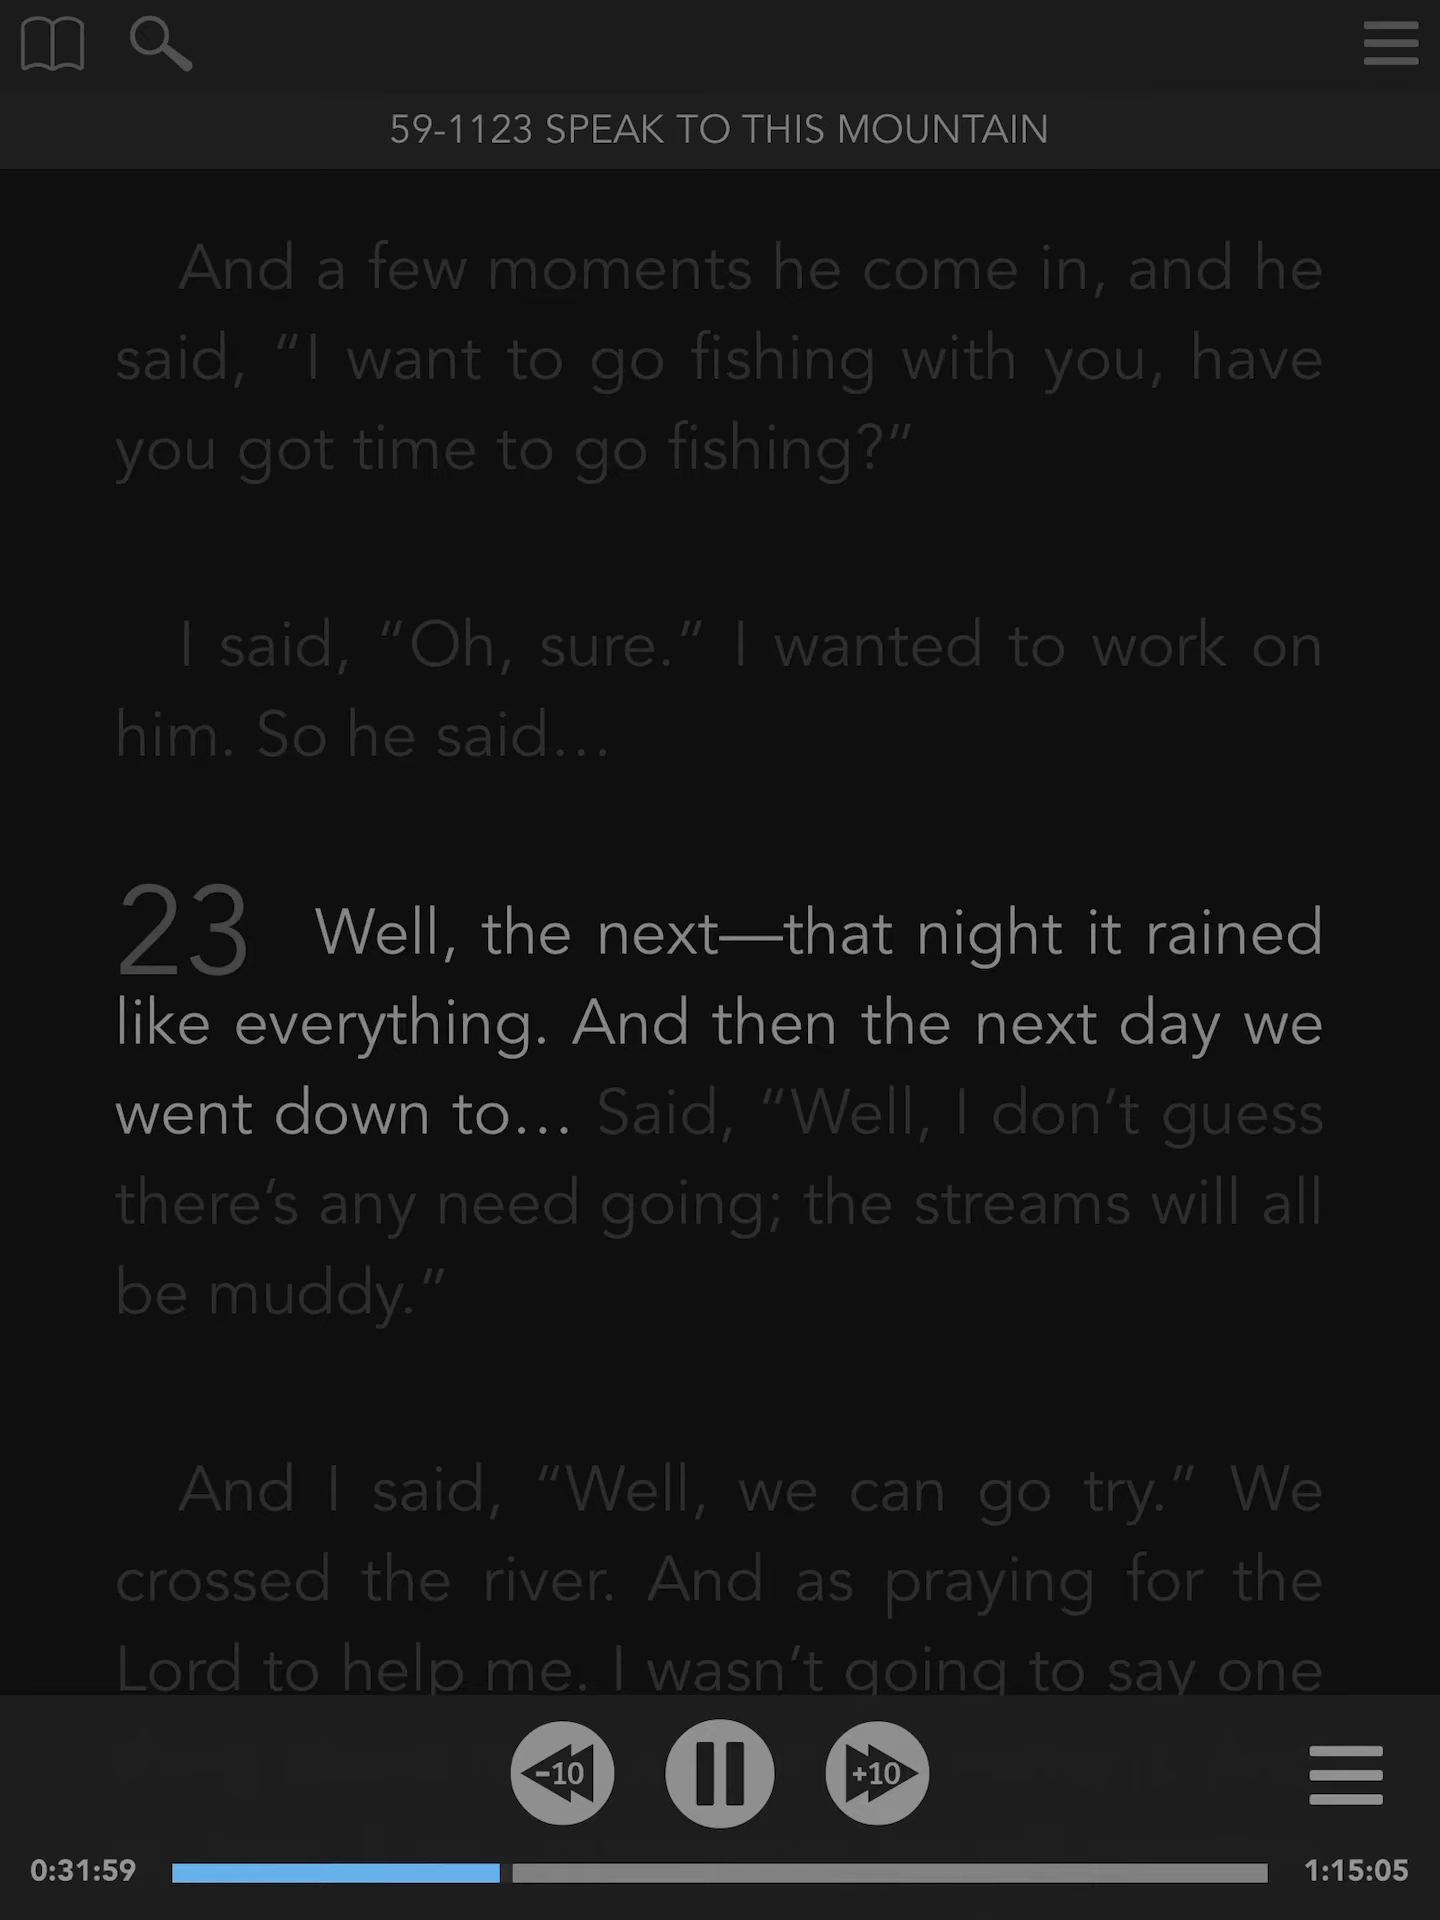 59-1123 SPEAK TO THIS MOUNTAIN
And a few moments he come in, and he
said, “I want to go fishing with you, have
you got time to go fishing?”
I said, “Oh, sure.” I wanted to work on
him. So he said…
23 Well, the next—that night it rained
like everything. And then the next day we
went down to… Said, “Well, I don’t guess
there’s any need going; the streams will all
be muddy.”
And I said, “Well, we can go try.” We
crossed the river. And as praying for the
Lord to help me. I wasn’t going to say one
-10 +10
0:31:59 1:15:05